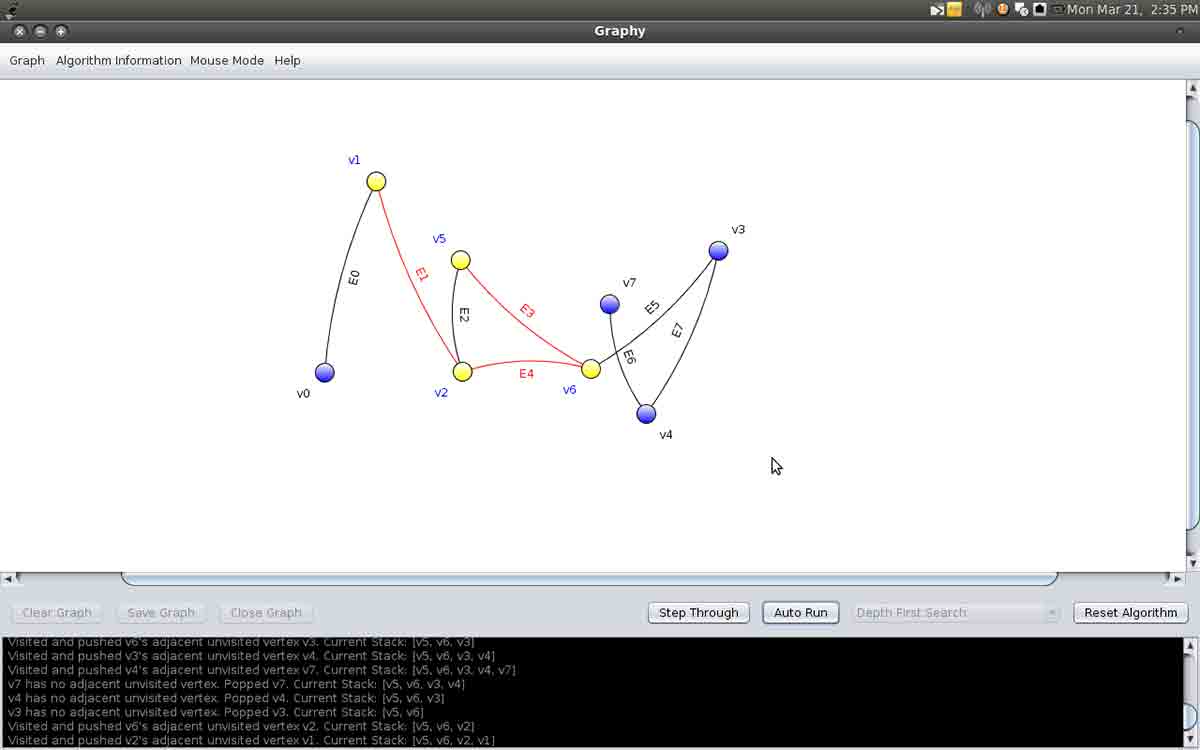 Mon Mar 21, 2:35 PM
Graphy
Graph Algorithm Information Mouse Mode Help
v1
v5
v3
E0
E1
v7
E2
E3
E5
E7
E6
E4
v0
v2
v6
v4
Clear Graph Save Graph Close Graph Step Through Auto Run Depth First Search Reset Algorithm
Visited and pushed v6's adjacent unvisited vertex v3. Current Stack: [v5, v6, v3]
Visited and pushed v3's adjacent unvisited vertex v4. Current Stack: [v5, v6, v3, v4]
Visited and pushed v4's adjacent unvisited vertex v7. Current Stack: [v5, v6, v3, v4, v7]
v7 has no adjacent unvisited vertex. Popped v7. Current Stack: [v5, v6, v3, v4]
v4 has no adjacent unvisited vertex. Popped v4. Current Stack: [v5, v6, v3]
v3 has no adjacent unvisited vertex. Popped v3. Current Stack: [v5, v6]
Visited and pushed v6's adjacent unvisited vertex v2. Current Stack: [v5, v6, v2]
Visited and pushed v2's adjacent unvisited vertex v1. Current Stack: [v5, v6, v2, v1]